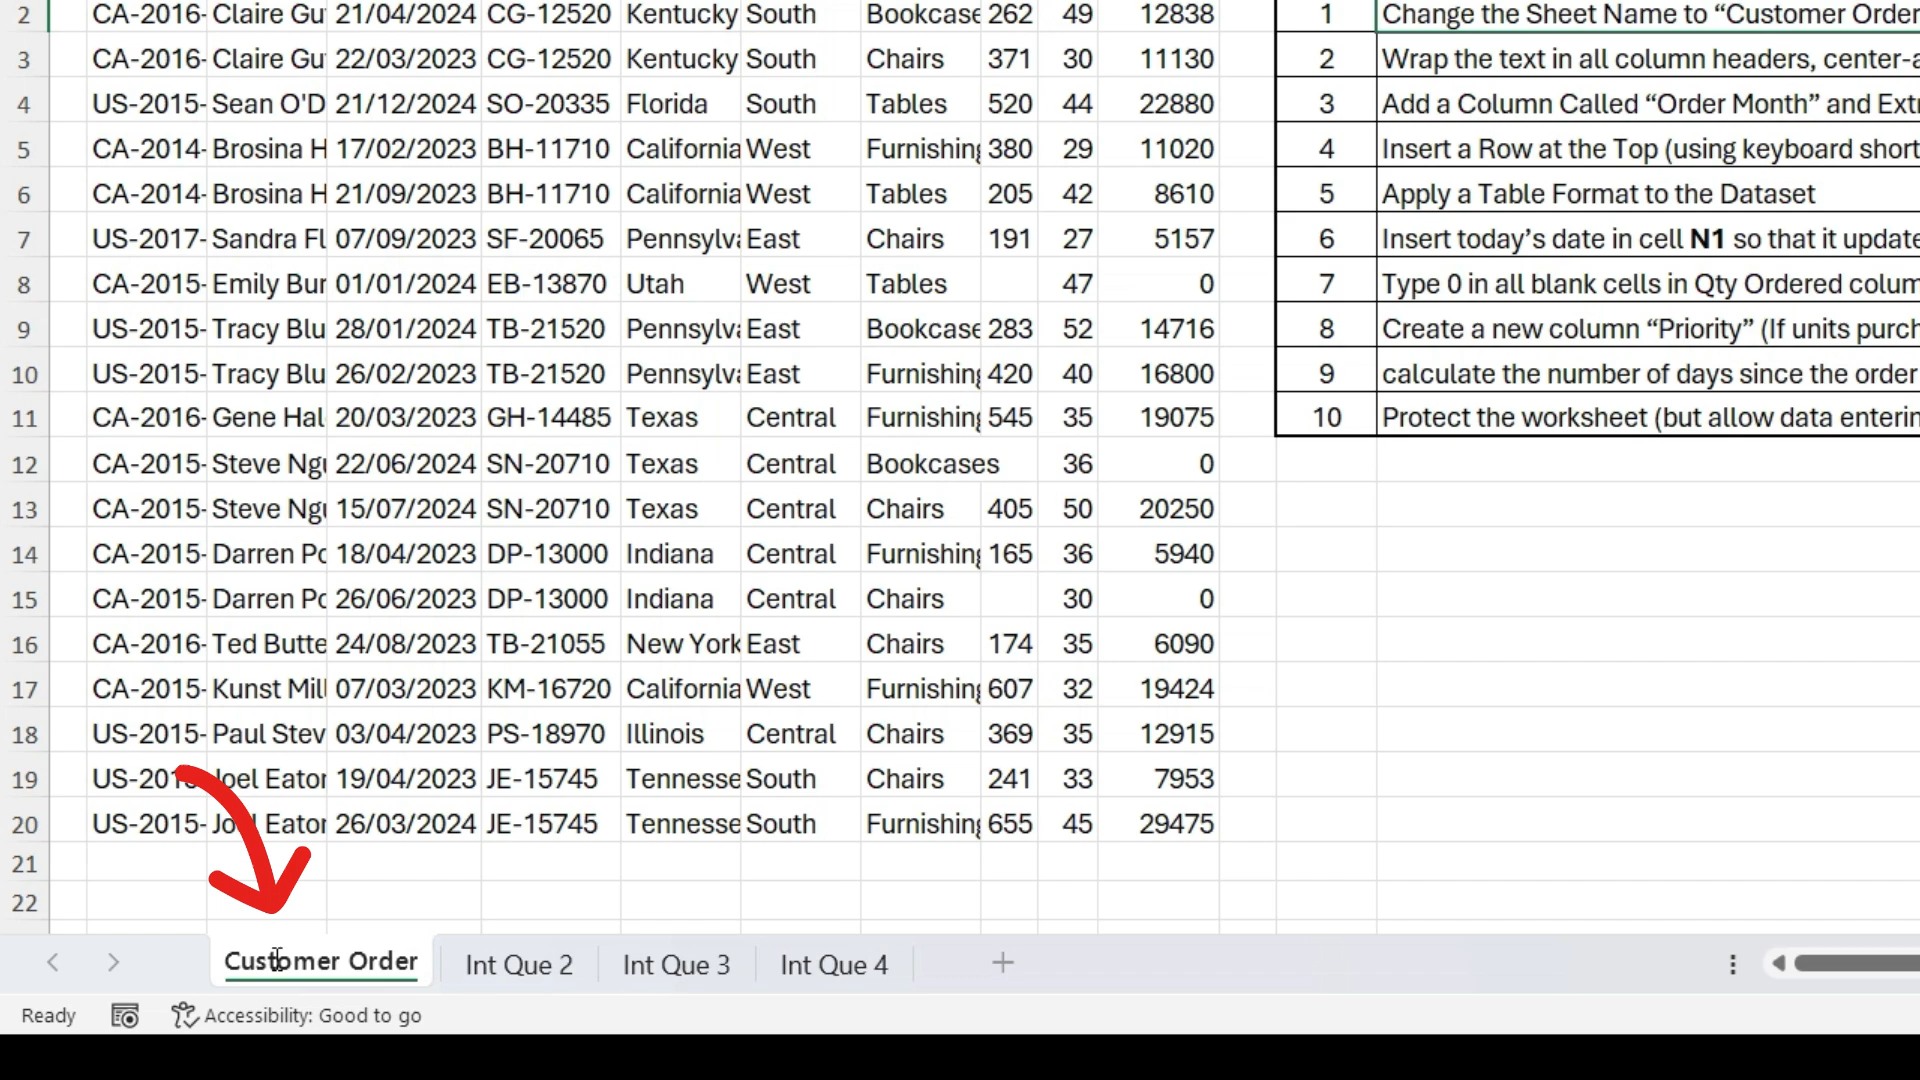 2 CA-2016- Claire Gu 21/04/2024 CG-12520 Kentucky South Bookcase 262 49 12838 1 Change the Sheet Name to “Customer Order
3 CA-2016- Claire Gu 22/03/2023 CG-12520 Kentucky South Chairs 371 30 11130 2 Wrap the text in all column headers, center-a
4 US-2015- Sean O'D 21/12/2024 SO-20335 Florida South Tables 520 44 22880 3 Add a Column Called “Order Month” and Extr
5 CA-2014- Brosina H 17/02/2023 BH-11710 California West Furnishing 380 29 11020 4 Insert a Row at the Top (using keyboard short
6 CA-2014- Brosina H 21/09/2023 BH-11710 California West Tables 205 42 8610 5 Apply a Table Format to the Dataset
7 US-2017- Sandra Fl 07/09/2023 SF-20065 Pennsylva East Chairs 191 27 5157 6 Insert today’s date in cell N1 so that it update
8 CA-2015- Emily Bur 01/01/2024 EB-13870 Utah West Tables 47 0 7 Type 0 in all blank cells in Qty Ordered colum
9 US-2015- Tracy Blu 28/01/2024 TB-21520 Pennsylva East Bookcase 283 52 14716 8 Create a new column “Priority” (If units purch
10 US-2015- Tracy Blu 26/02/2023 TB-21520 Pennsylva East Furnishing 420 40 16800 9 calculate the number of days since the order
11 CA-2016- Gene Hal 20/03/2023 GH-14485 Texas Central Furnishing 545 35 19075 10 Protect the worksheet (but allow data enterin
12 CA-2015- Steve Ngu 22/06/2024 SN-20710 Texas Central Bookcases 36 0
13 CA-2015- Steve Ngu 15/07/2024 SN-20710 Texas Central Chairs 405 50 20250
14 CA-2015- Darren Po 18/04/2023 DP-13000 Indiana Central Furnishing 165 36 5940
15 CA-2015- Darren Po 26/06/2023 DP-13000 Indiana Central Chairs 30 0
16 CA-2016- Ted Butte 24/08/2023 TB-21055 New York East Chairs 174 35 6090
17 CA-2015- Kunst Mill 07/03/2023 KM-16720 California West Furnishing 607 32 19424
18 US-2015- Paul Stev 03/04/2023 PS-18970 Illinois Central Chairs 369 35 12915
19 Joel Eaton 19/04/2023 JE-15745 Tennesse South Chairs 241 33 7953
20 US-2015- Joel Eaton 26/03/2024 JE-15745 Tennesse South Furnishing 655 45 29475
21
22
Customer Order Int Que 2 Int Que 3 Int Que 4
Ready Accessibility: Good to go